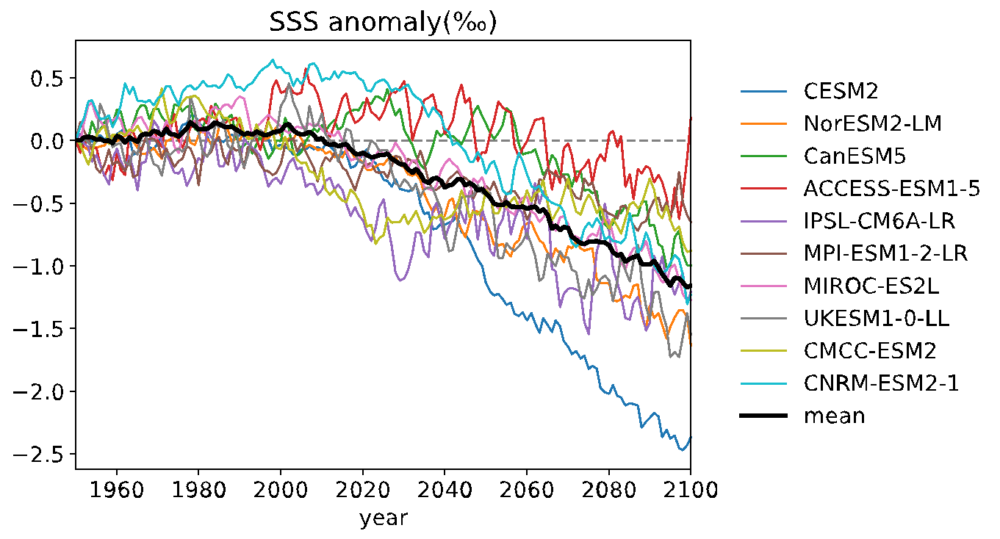 SSS anomaly(‰)
0.5
0.0
−0.5
−1.0
−1.5
−2.0
−2.5
1960 1980 2000 2020 2040 2060 2080 2100
year
CESM2
NorESM2-LM
CanESM5
ACCESS-ESM1-5
IPSL-CM6A-LR
MPI-ESM1-2-LR
MIROC-ES2L
UKESM1-0-LL
CMCC-ESM2
CNRM-ESM2-1
mean